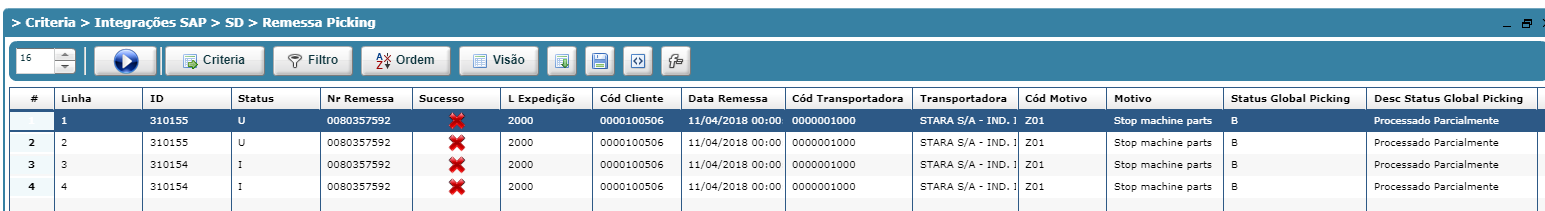 > Criteria > Integrações SAP > SD > Remessa Picking
16 Criteria Filtro Ordem Visão
# Linha ID Status Nr Remessa Sucesso L Expedição Cód Cliente Data Remessa Cód Transportadora Transportadora Cód Motivo Motivo Status Global Picking Desc Status Global Picking
1 1 310155 U 0080357592 2000 0000100506 11/04/2018 00:00 0000001000 STARA S/A - IND. I Z01 Stop machine parts B Processado Parcialmente
2 2 310155 U 0080357592 2000 0000100506 11/04/2018 00:00 0000001000 STARA S/A - IND. I Z01 Stop machine parts B Processado Parcialmente
3 3 310154 I 0080357592 2000 0000100506 11/04/2018 00:00 0000001000 STARA S/A - IND. I Z01 Stop machine parts B Processado Parcialmente
4 4 310154 I 0080357592 2000 0000100506 11/04/2018 00:00 0000001000 STARA S/A - IND. I Z01 Stop machine parts B Processado Parcialmente